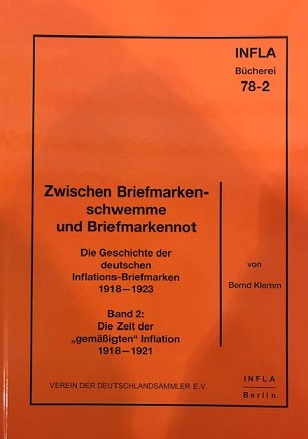 INFLA
Bücherei
78-2
Zwischen Briefmarken-
schwemme
und Briefmarkennot
Die Geschichte der
deutschen
Inflations-Briefmarken
1918—1923
von
Bernd Klemm
Band 2:
Die Zeit der
„gemäßigten" Inflation
1918—1921
VEREIN DER DEUTSCHLANDSAMMLER E.V.
INFLA
Berlin